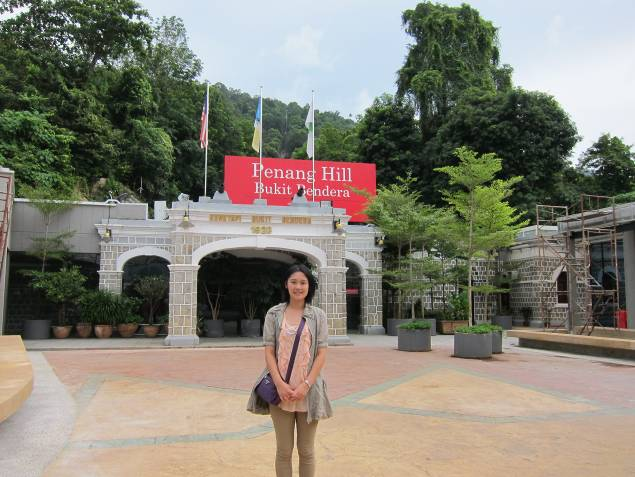 Penang Hill
Bukit Bendera
KERETAPI BUKIT BENDERA
1923